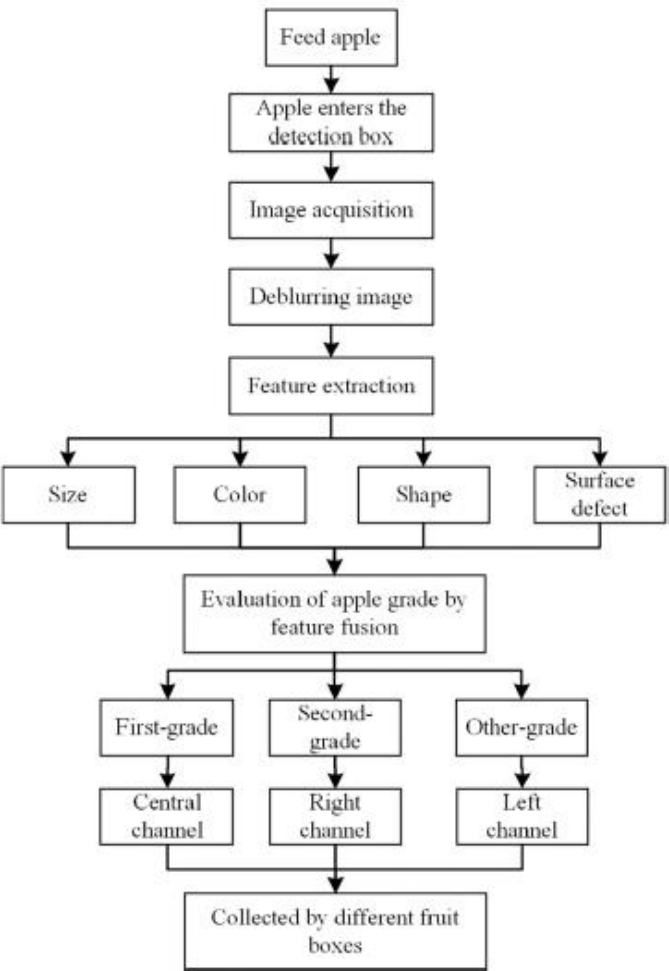 Feed apple
Apple enters the
detection box
Image acquisition
Deblurring image
Feature extraction
Size
Color
Shape
Surface
defect
Evaluation of apple grade by
feature fusion
First-grade
Second-
grade
Other-grade
Central
channel
Right
channel
Left
channel
Collected by different fruit
boxes